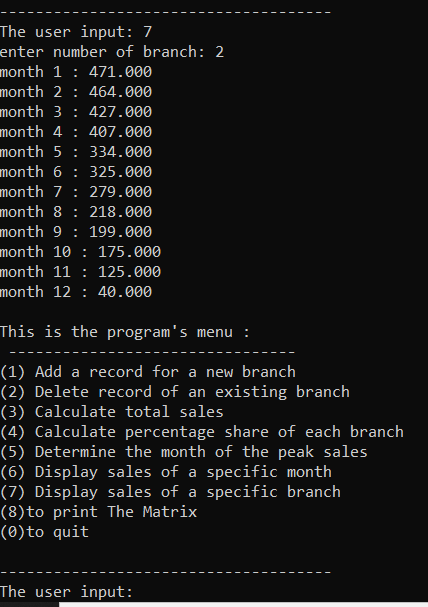 -------------------------------------
The user input: 7
enter number of branch: 2
month 1 : 471.000
month 2 : 464.000
month 3 : 427.000
month 4 : 407.000
month 5 : 334.000
month 6 : 325.000
month 7 : 279.000
month 8 : 218.000
month 9 : 199.000
month 10 : 175.000
month 11 : 125.000
month 12 : 40.000

This is the program's menu :
 --------------------------------
(1) Add a record for a new branch
(2) Delete record of an existing branch
(3) Calculate total sales
(4) Calculate percentage share of each branch
(5) Determine the month of the peak sales
(6) Display sales of a specific month
(7) Display sales of a specific branch
(8)to print The Matrix
(0)to quit

-------------------------------------
The user input: